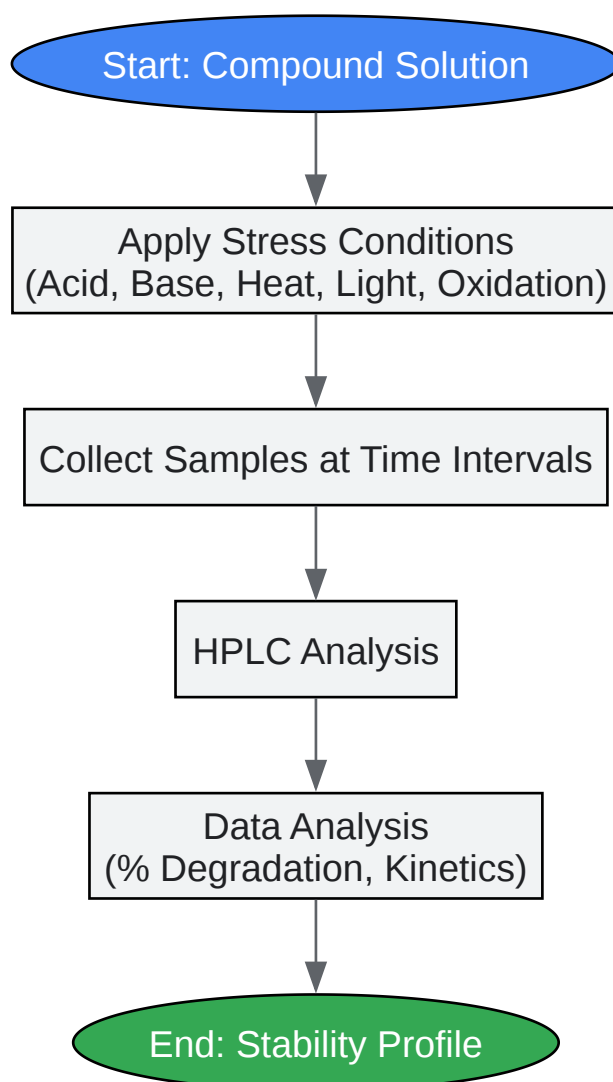 Start: Compound Solution
Apply Stress Conditions
(Acid, Base, Heat, Light, Oxidation)
Collect Samples at Time Intervals
HPLC Analysis
Data Analysis
(% Degradation, Kinetics)
End: Stability Profile